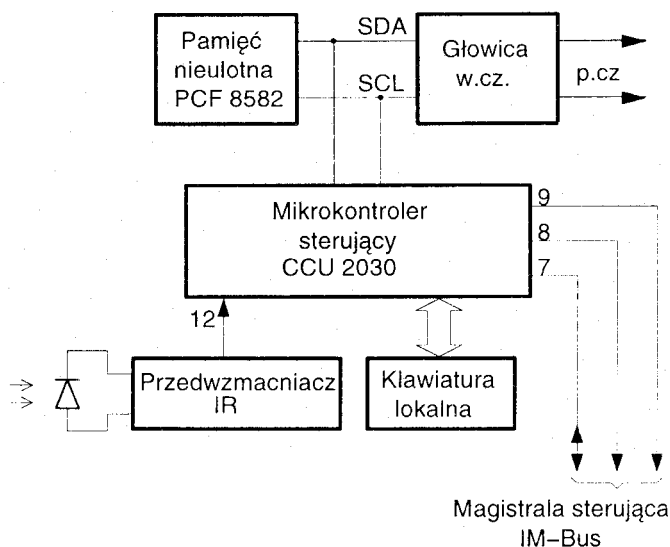 Pamięć
nieulotna
PCF 8582
SDA
SCL
Głowica
w.cz.
p.cz
Mikrokontroler
sterujący
CCU 2030
9
8
7
12
Przedwzmacniacz
IR
Klawiatura
lokalna
Magistrala sterująca
IM-Bus